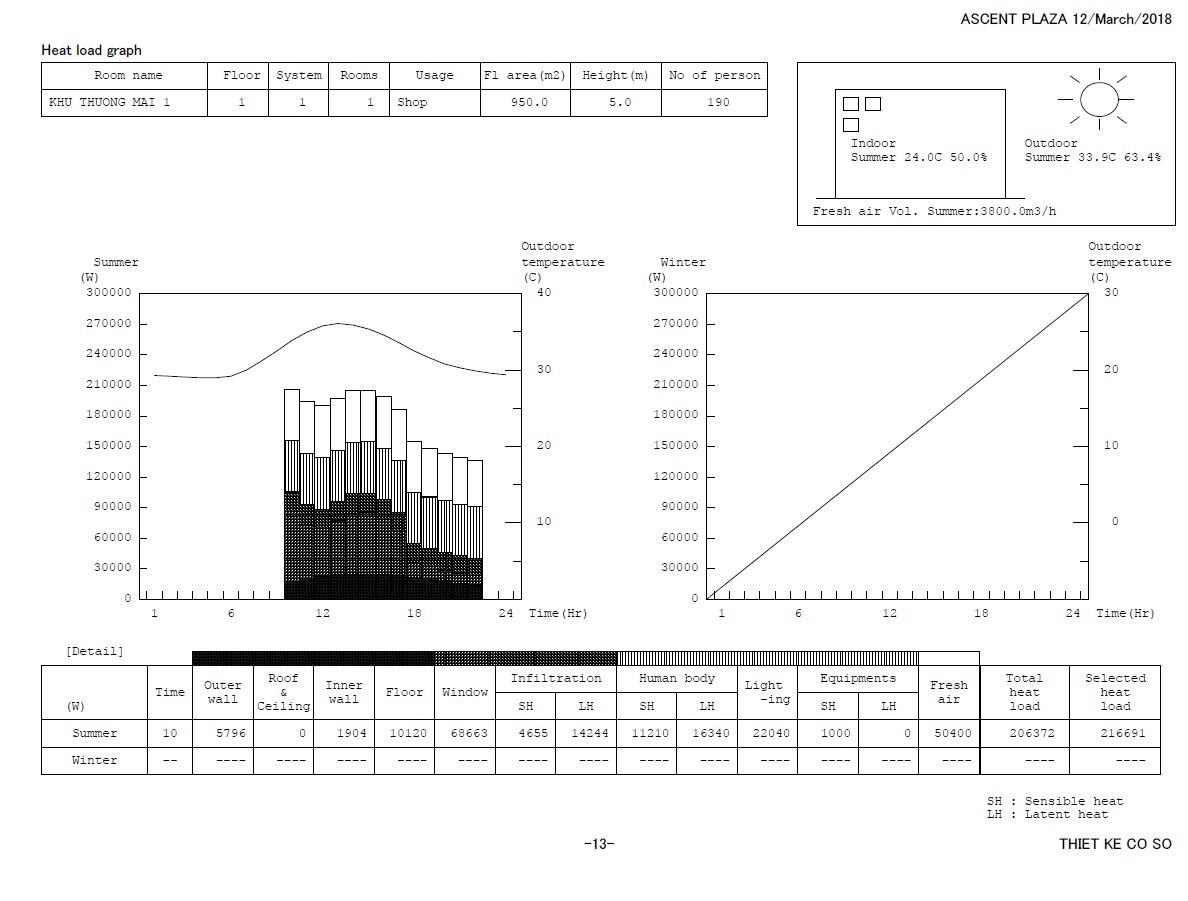 ASCENT PLAZA 12/March/2018
Heat load graph
Room name Floor System Rooms Usage Fl area(m2) Height(m) No of person
KHU THUONG MAI 1 1 1 1 Shop 950.0 5.0 190
Indoor
Summer 24.0C 50.0%
Outdoor
Summer 33.9C 63.4%
Fresh air Vol. Summer:3800.0m3/h
Summer
(W)
Outdoor
temperature
(C)
300000 40
270000
240000
210000 30
180000
150000 20
120000
90000 10
60000
30000
0
1 6 12 18 24 Time(Hr)
Winter
(W)
Outdoor
temperature
(C)
300000 30
270000
240000
210000 20
180000
150000 10
120000
90000 0
60000
30000
0
1 6 12 18 24 Time(Hr)
[Detail]
(W) Time Outer wall Roof & Ceiling Inner wall Floor Window Infiltration SH LH Human body SH LH Light -ing Equipments SH LH Fresh air Total heat load Selected heat load
Summer 10 5796 0 1904 10120 68663 4655 14244 11210 16340 22040 1000 0 50400 206372 216691
Winter -- ---- ---- ---- ---- ---- ---- ---- ---- ---- ---- ---- ---- ---- ---- ----
SH : Sensible heat
LH : Latent heat
-13-
THIET KE CO SO